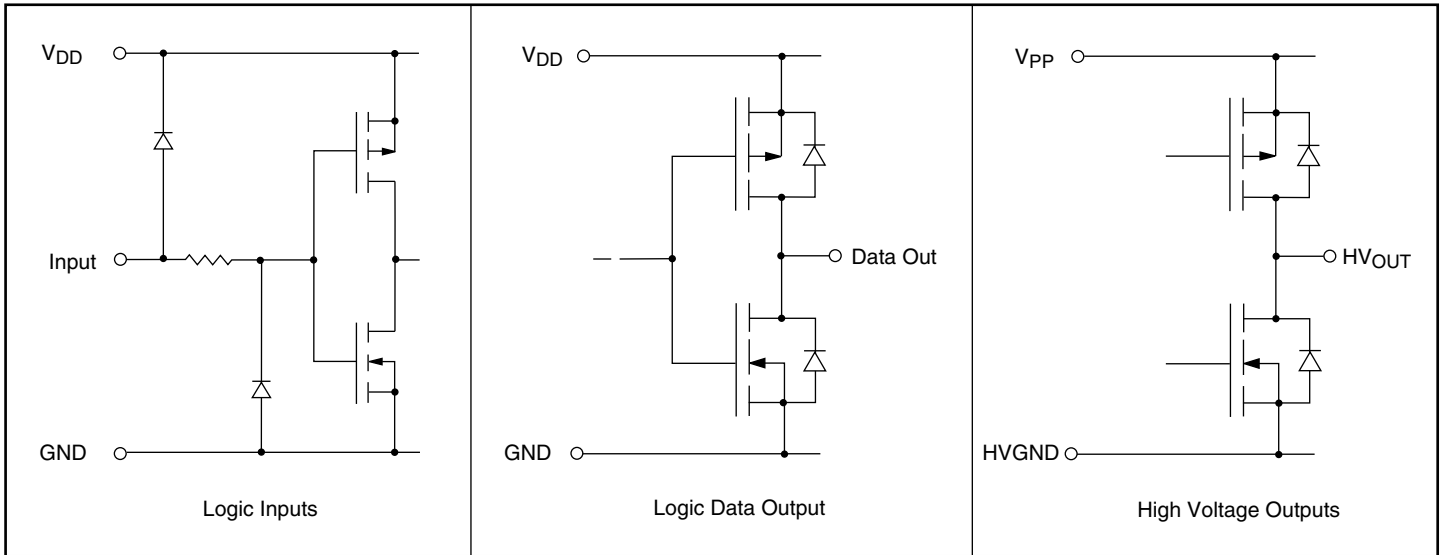 VDD
Input
GND
Logic Inputs
VDD
Data Out
GND
Logic Data Output
VPP
HVOUT
HVGND
High Voltage Outputs